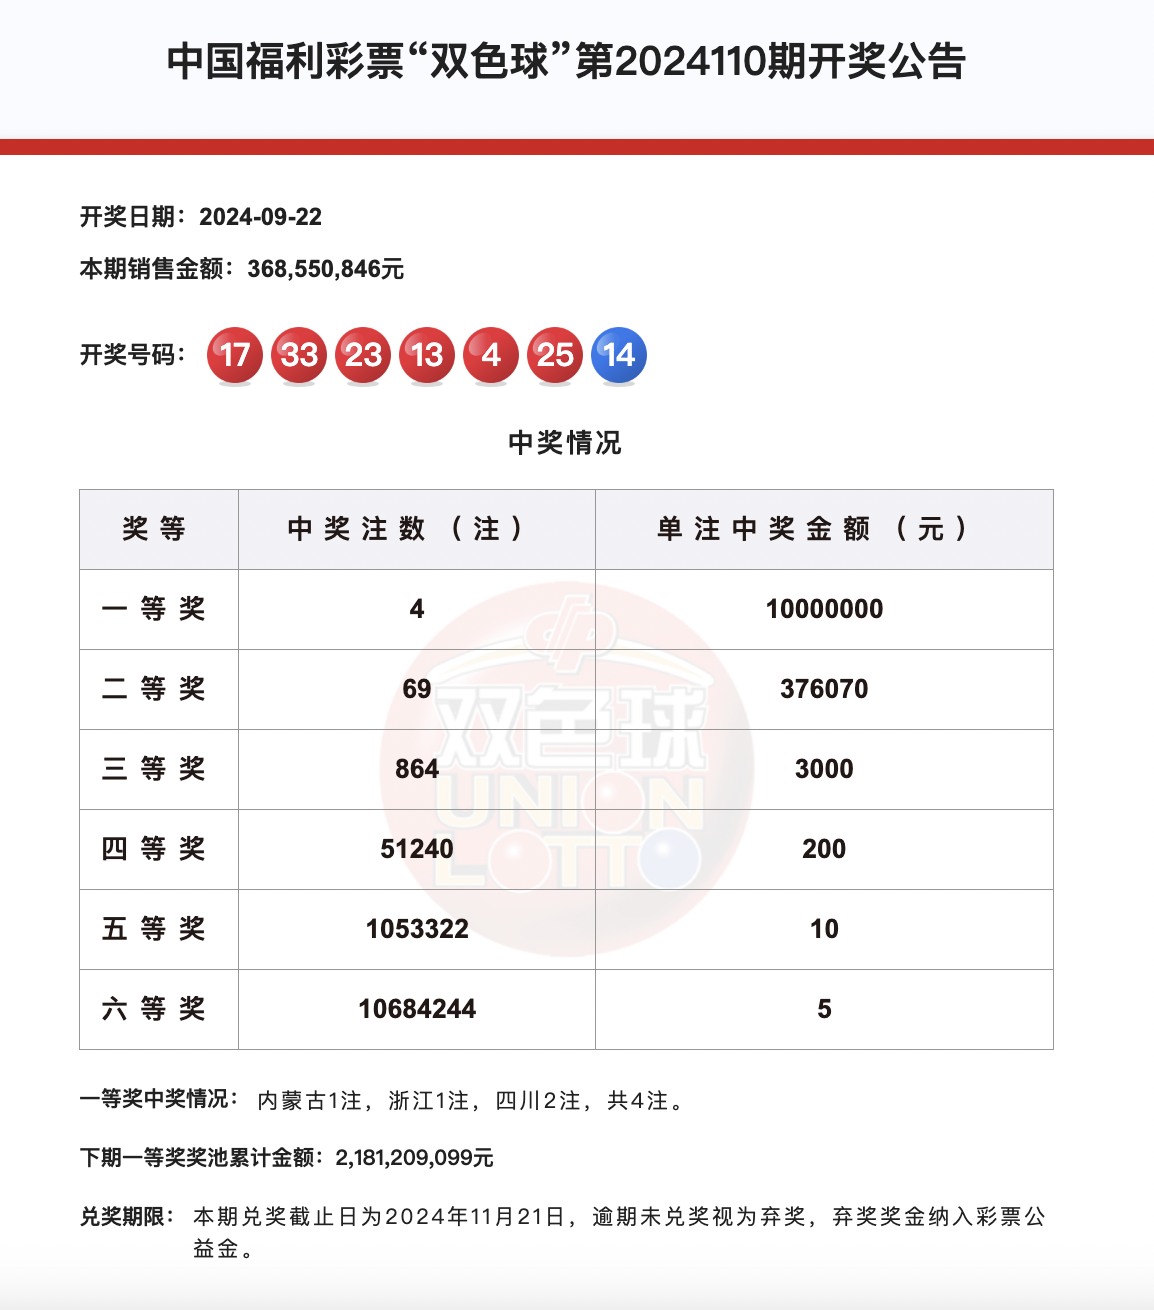 中国福利彩票“双色球”第2024110期开奖公告
开奖日期：2024-09-22
本期销售金额：368,550,846元
开奖号码： 17 33 23 13 4 25 14
中奖情况
奖等 中奖注数（注） 单注中奖金额（元）
一等奖 4 10000000
二等奖 69 376070
三等奖 864 3000
四等奖 51240 200
五等奖 1053322 10
六等奖 10684244 5
双色球
UNION
LOTTO
一等奖中奖情况： 内蒙古1注，浙江1注，四川2注，共4注。
下期一等奖奖池累计金额：2,181,209,099元
兑奖期限： 本期兑奖截止日为2024年11月21日，逾期未兑奖视为弃奖，弃奖奖金纳入彩票公
益金。